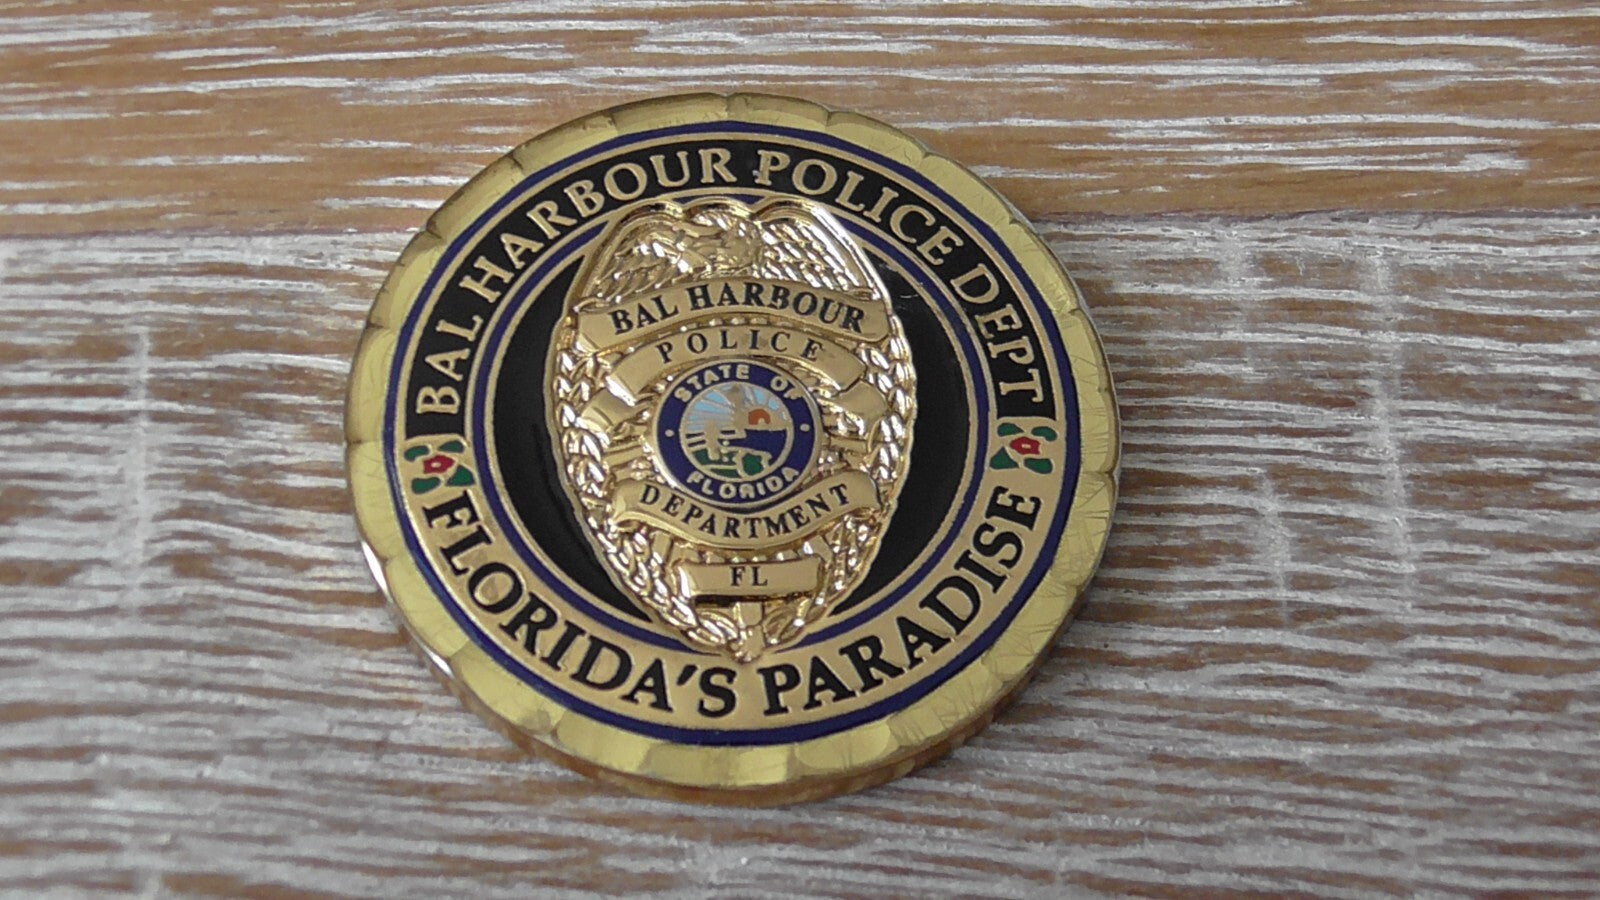 BAL HARBOUR POLICE DEPT
BAL HARBOUR
POLICE
STATE OF
FLORIDA
DEPARTMENT
FL
FLORIDA'S PARADISE